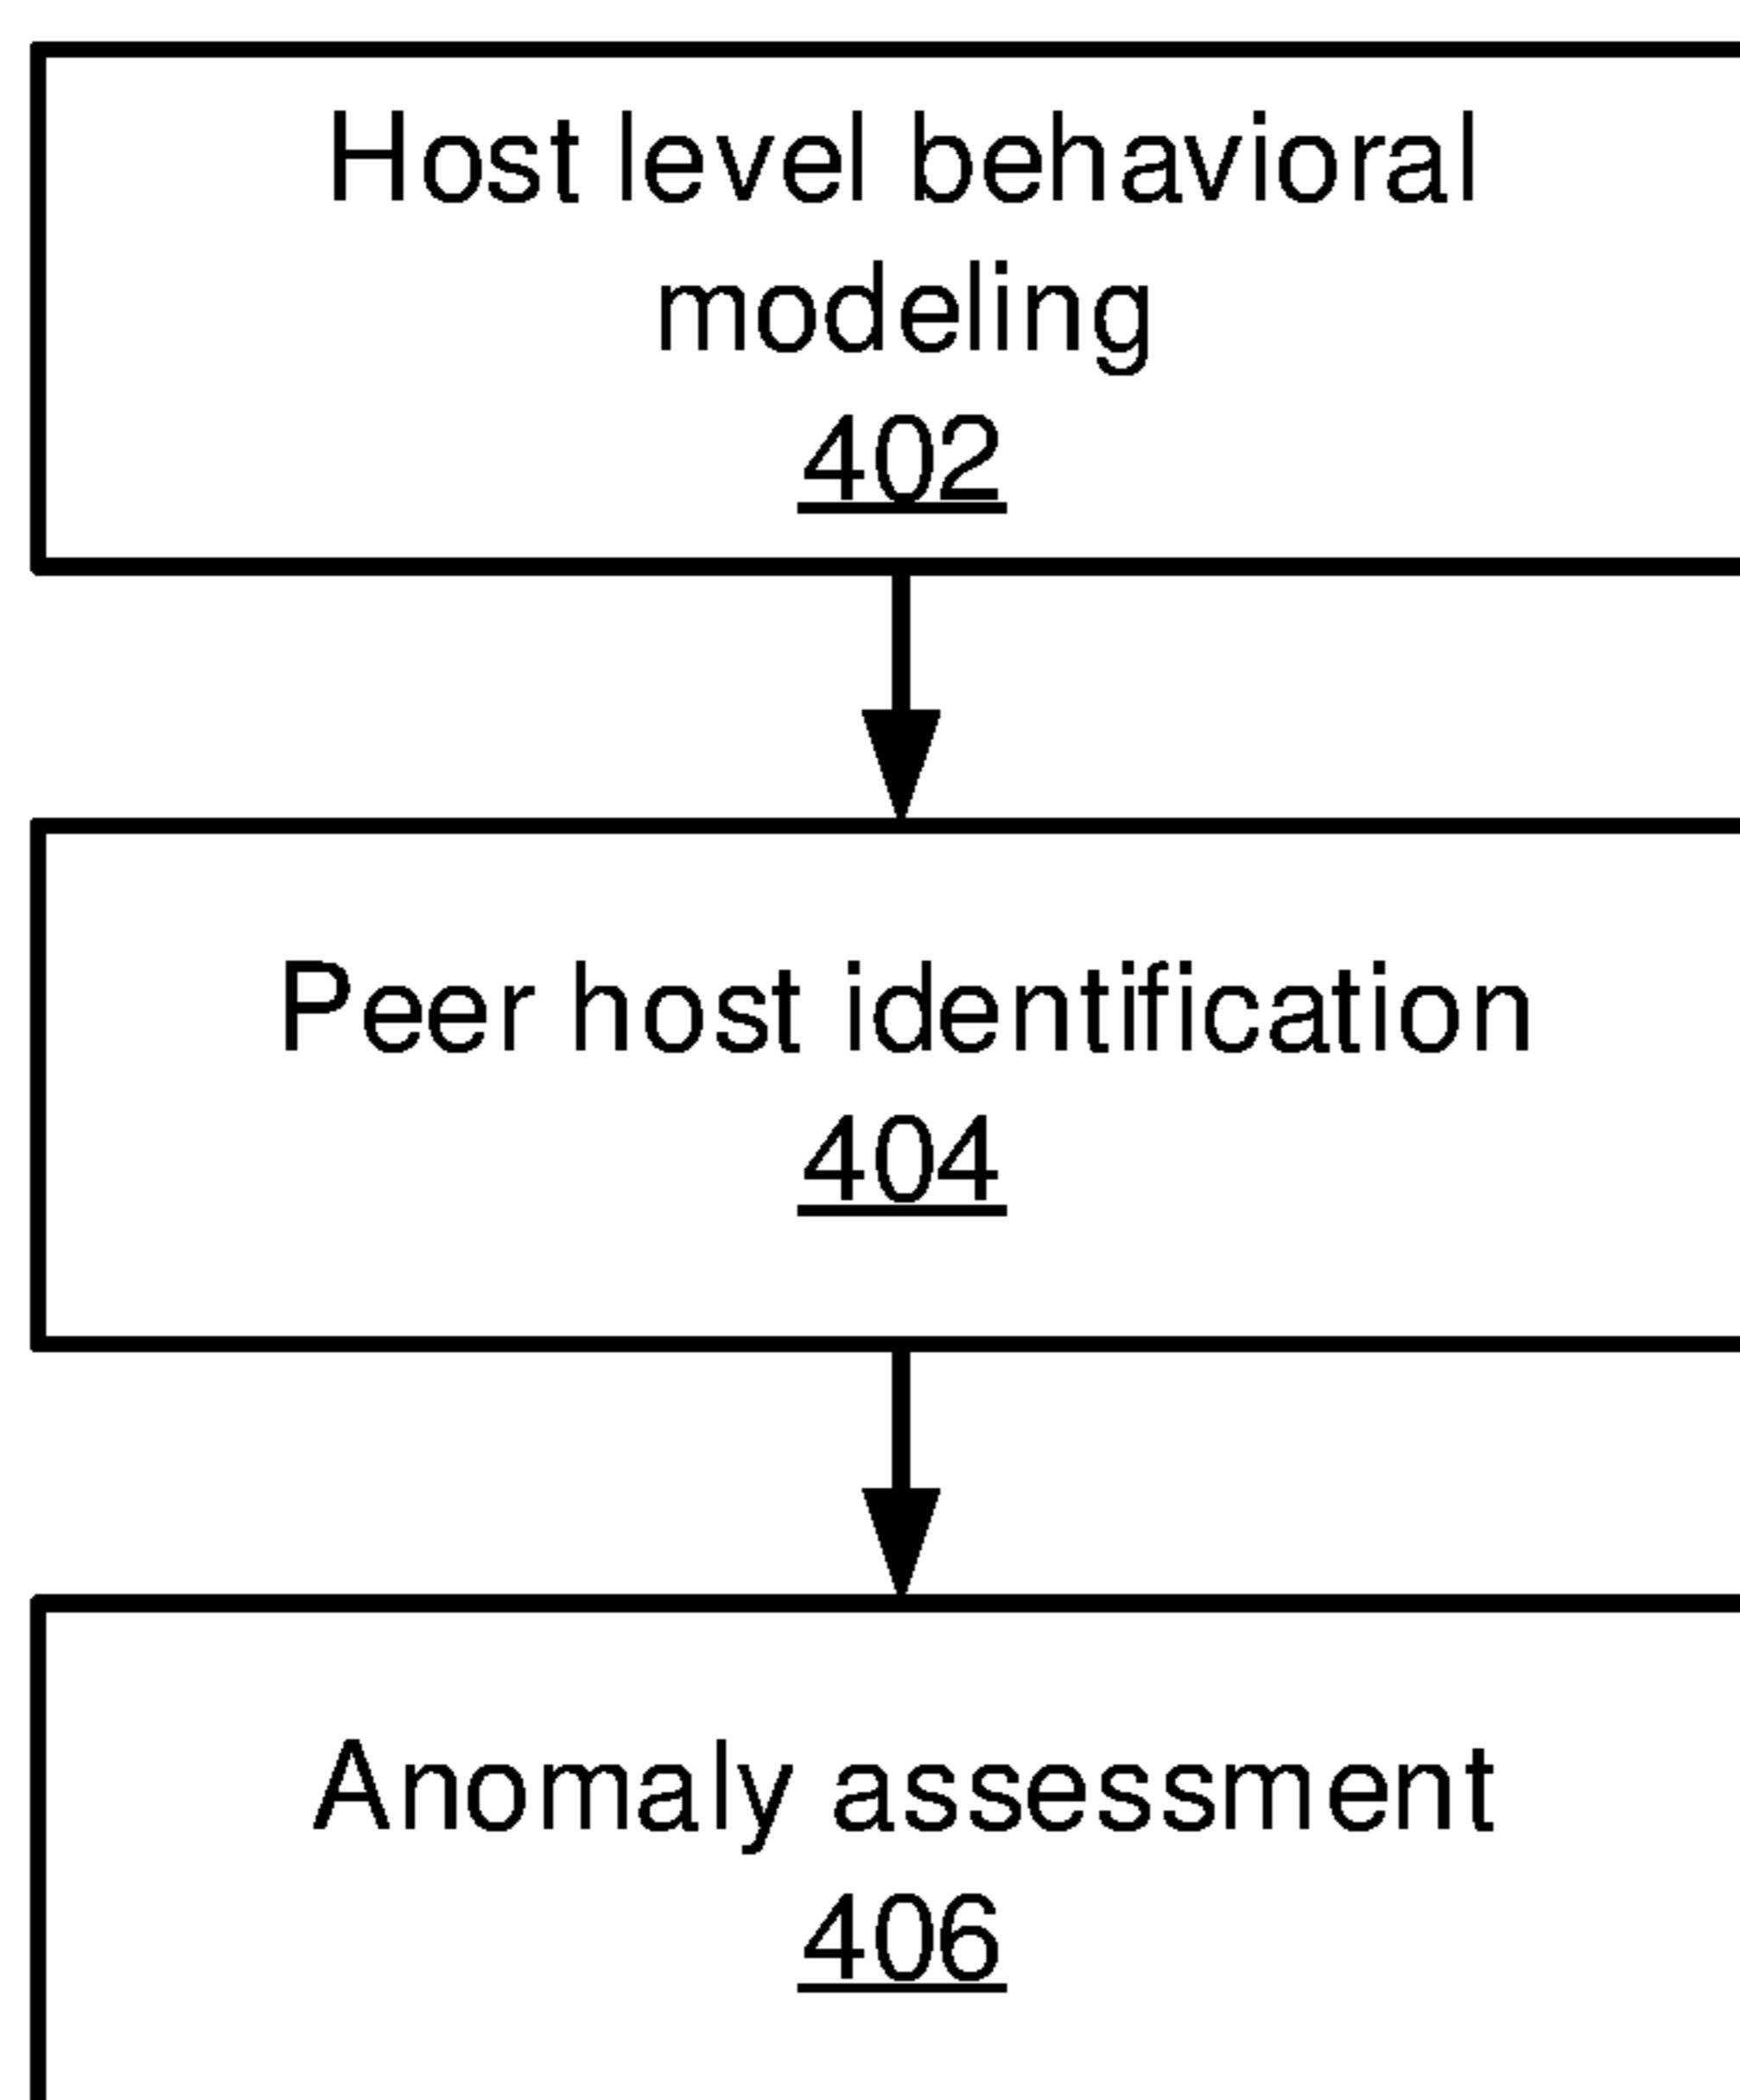 Host level behavioral
modeling
402
Peer host identification
404
Anomaly assessment
406